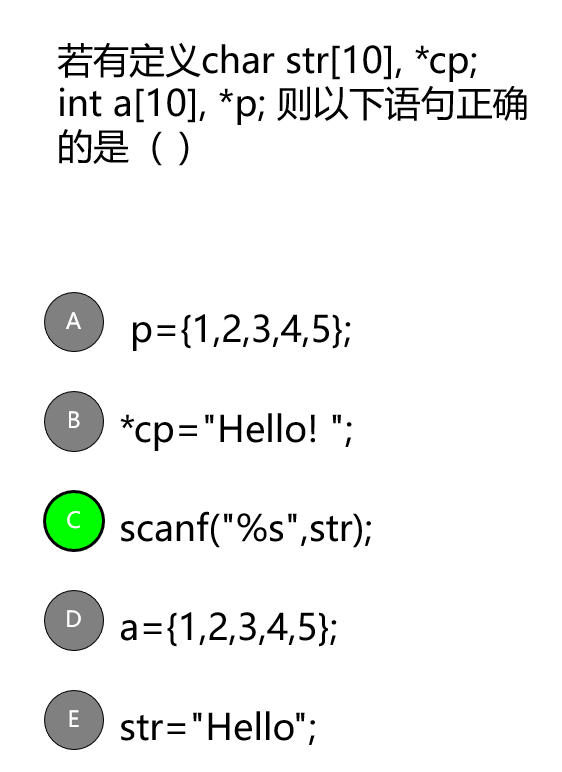 若有定义char str[10], *cp;
int a[10], *p; 则以下语句正确
的是（ ）
A p={1,2,3,4,5};
B *cp="Hello! ";
C scanf("%s",str);
D a={1,2,3,4,5};
E str="Hello";